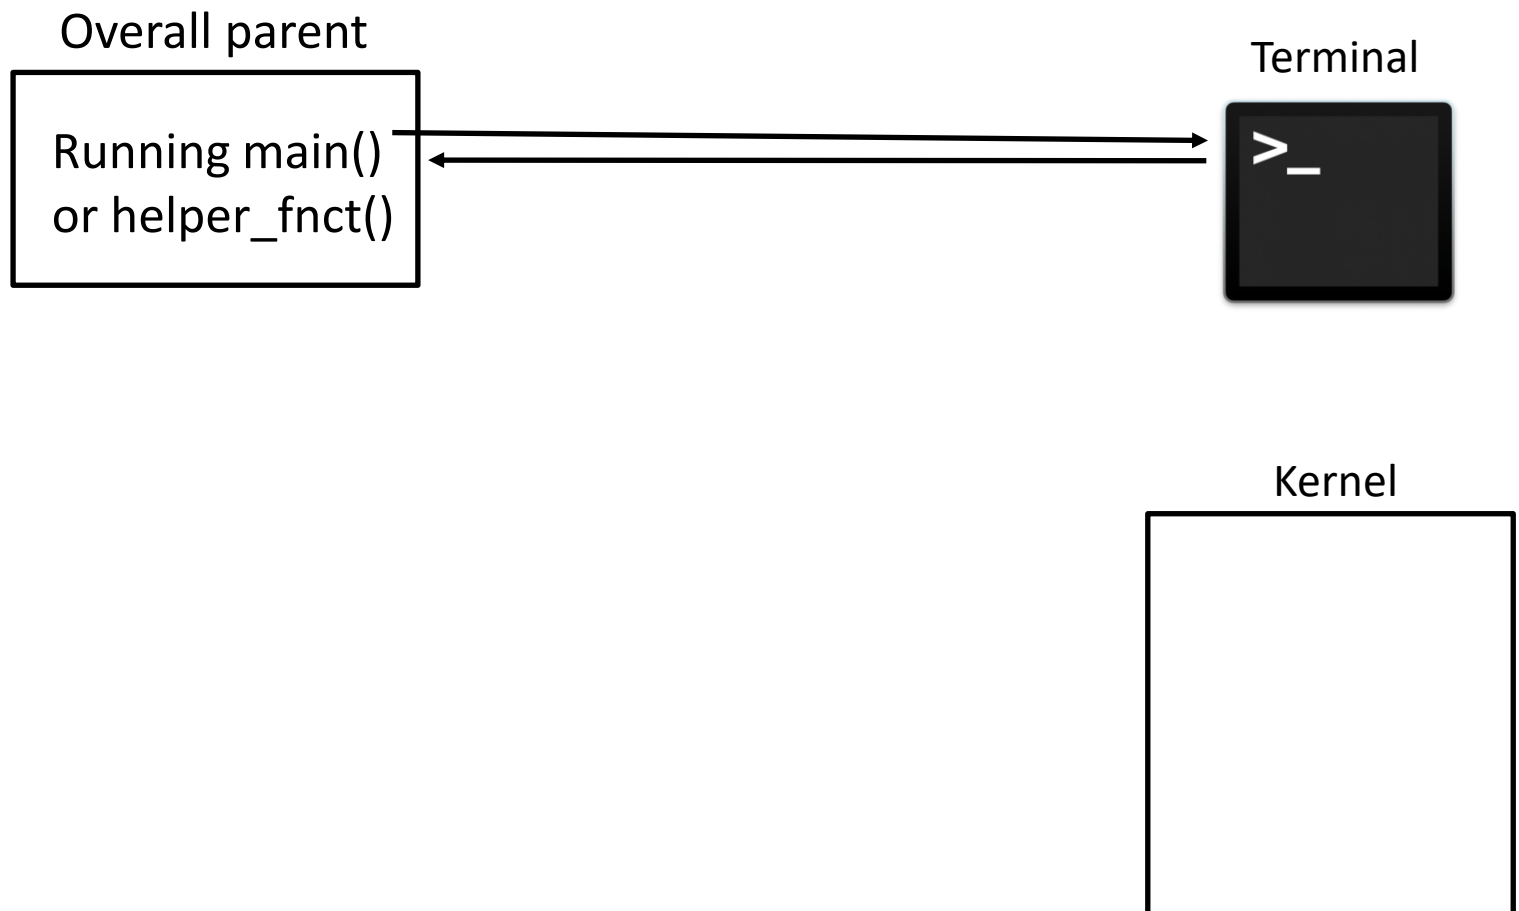 Overall parent
Terminal
Running main()
or helper_fnct()
>_
Kernel